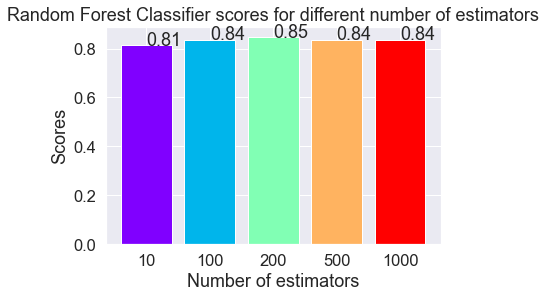 Random Forest Classifier scores for different number of estimators
0.81 0.84 0.85 0.84 0.84
0.8
0.6
0.4
0.2
0.0
Scores
10 100 200 500 1000
Number of estimators